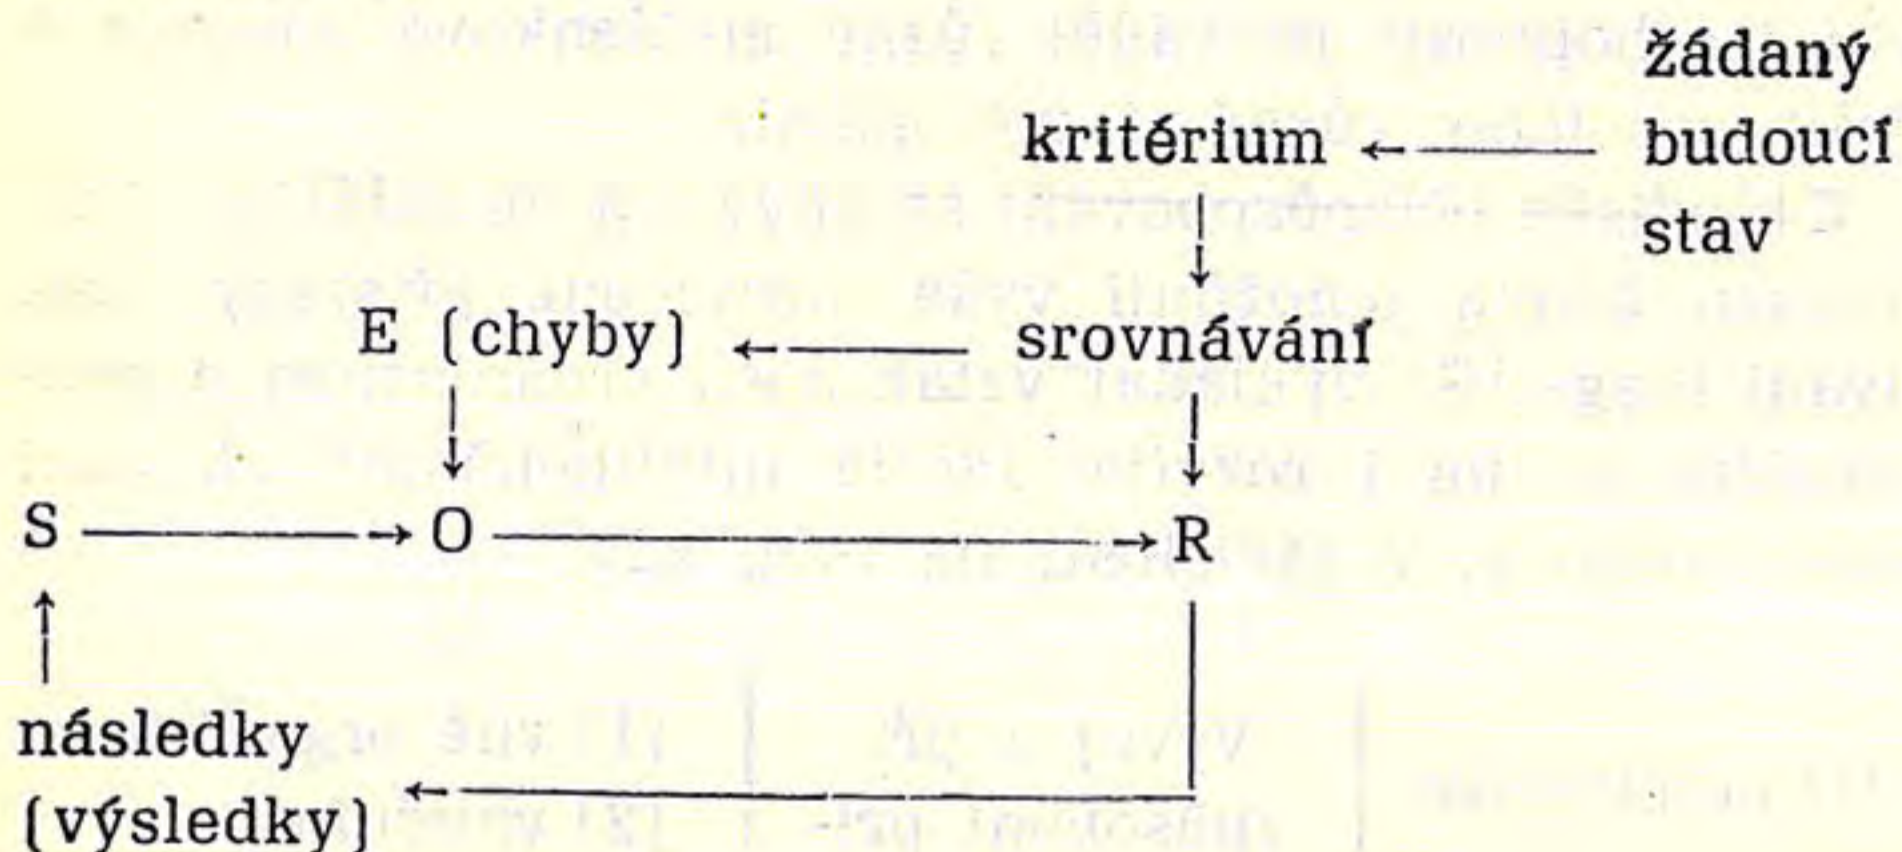 žádaný
kritérium ← budoucí
stav
E (chyby) ← srovnávání
S → O → R
následky
(výsledky)